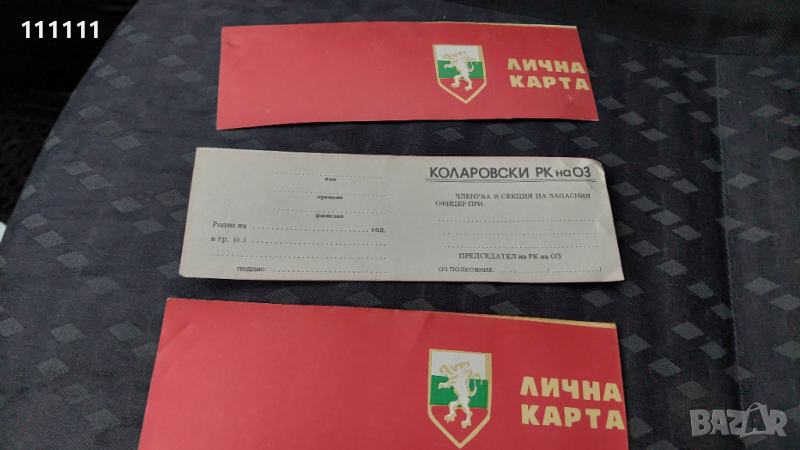 111111
ЛИЧНА
КАРТА
КОЛАРОВСКИ РК на ОЗ
име
ЧЛЕНУВА В СЕКЦИЯ НА ЗАПАСНИЯ
ОФИЦЕР ПРИ:
презиме
фамилия
Роден на год.
в гр. (с.)
ПРЕДСЕДАТЕЛ на РК на ОЗ
подпис:
ОЗ ПОЛКОВНИК / /
ЛИЧНА
КАРТА
BAZAR